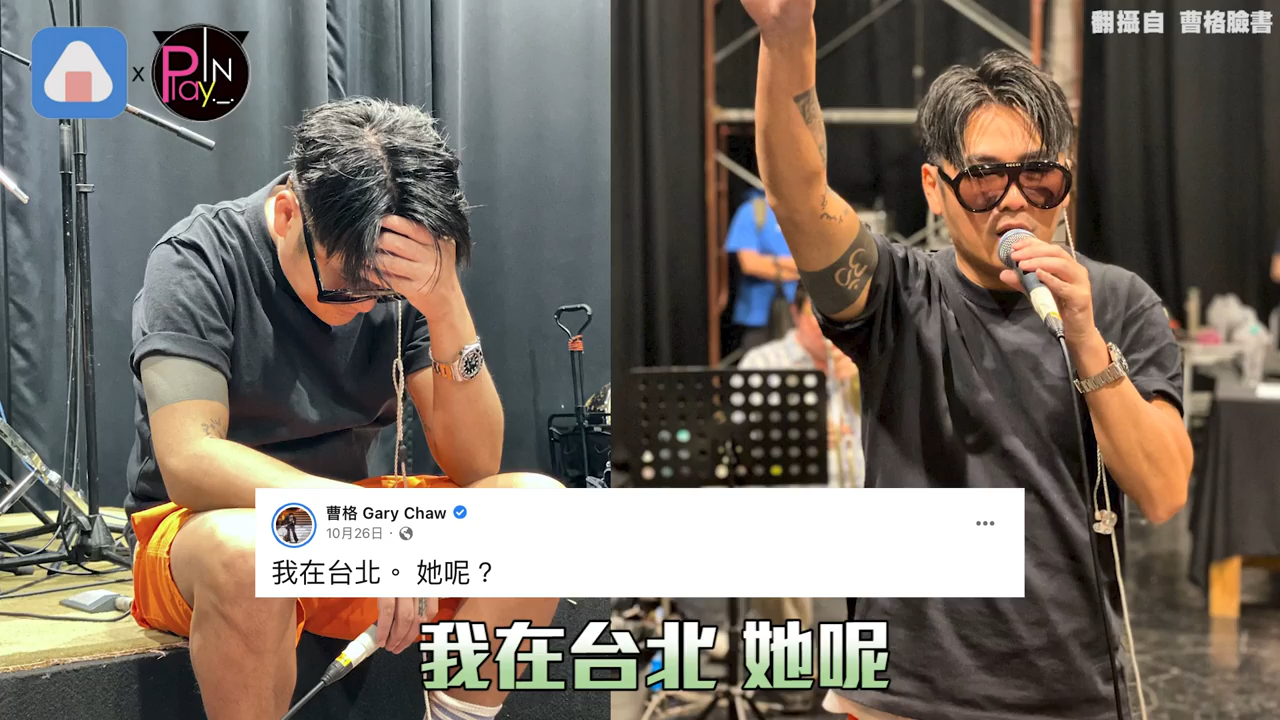 翻攝自 曹格臉書
x
PlayIN
曹格 Gary Chaw
10月26日 ·
我在台北。 她呢？
我在台北 她呢